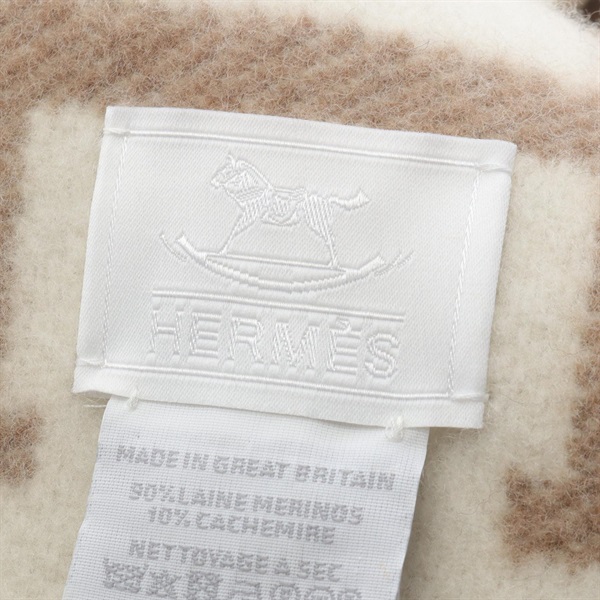 HERMÈS
MADE IN GREAT BRITAIN
90% LAINE MERINOS
10% CACHEMIRE
NETTOYAGE A SEC